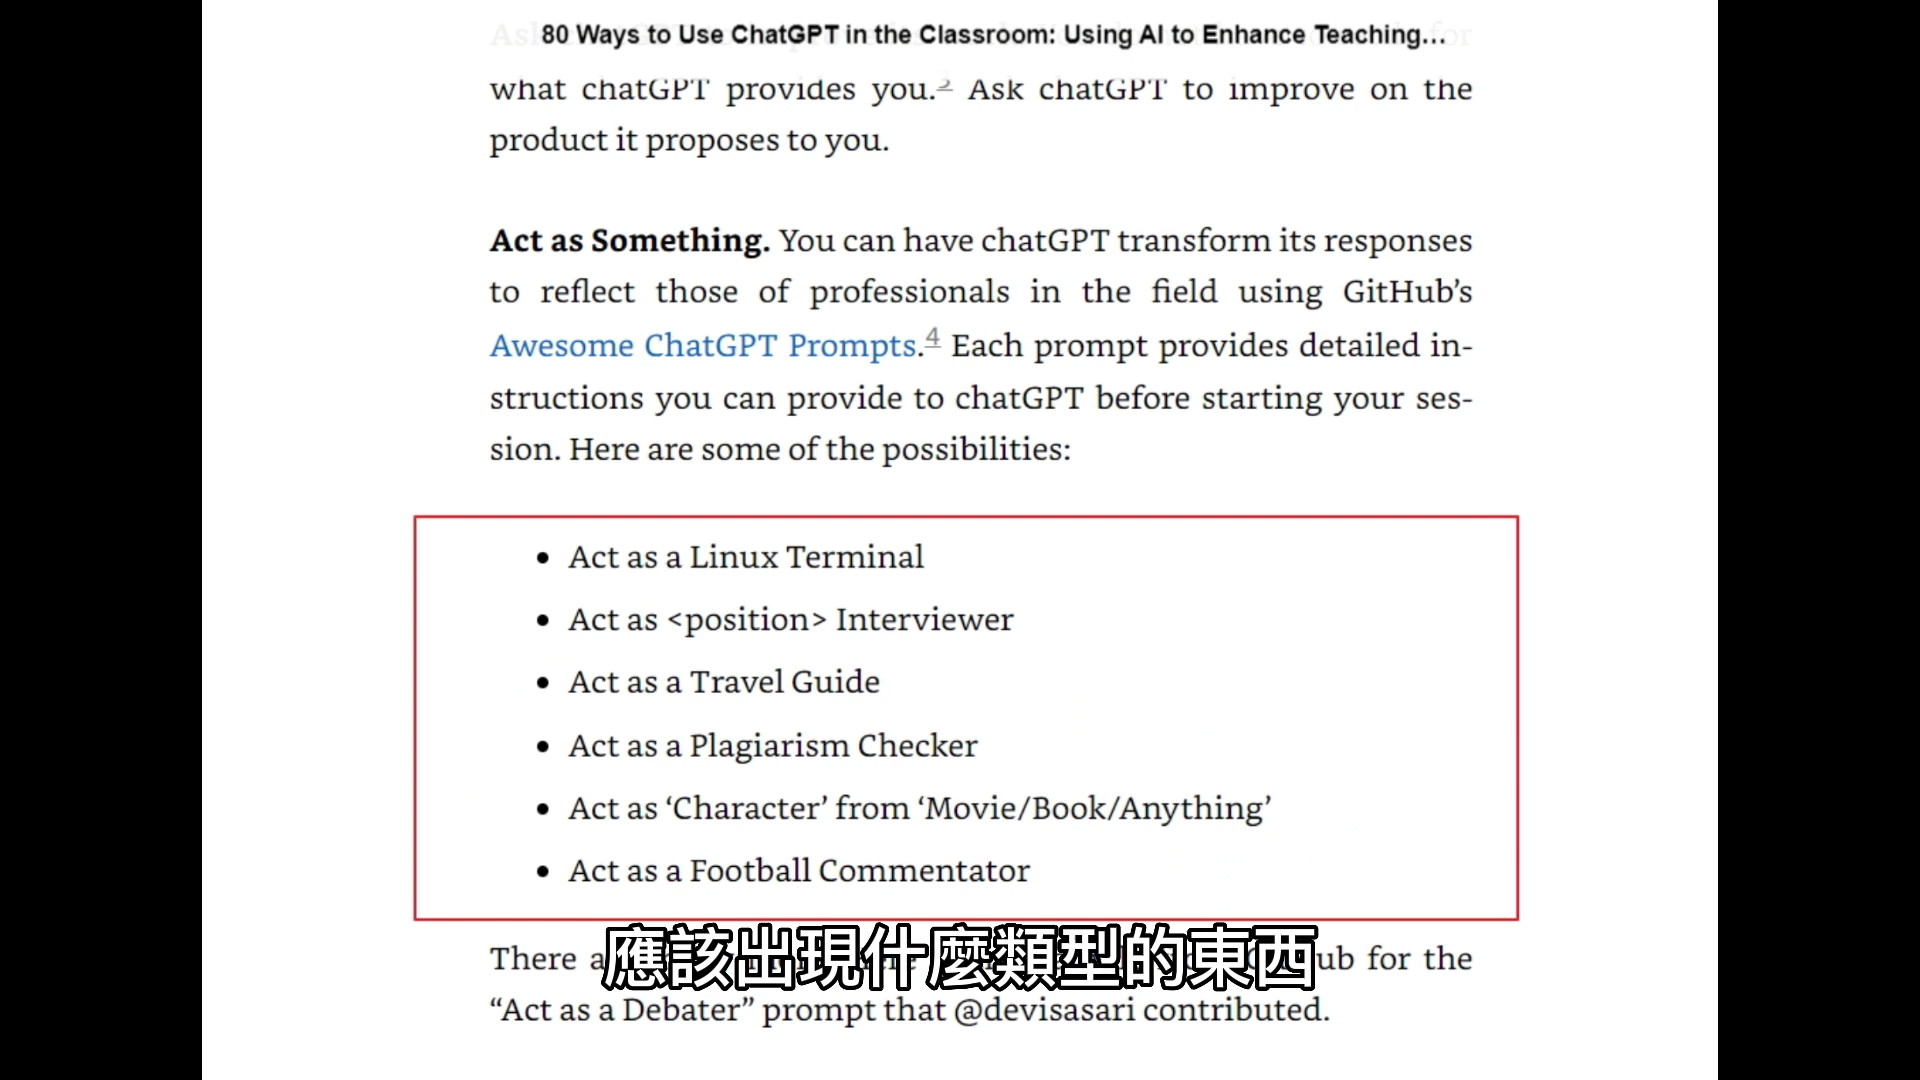 80 Ways to Use ChatGPT in the Classroom: Using AI to Enhance Teaching...
what chatGPT provides you.3 Ask chatGPT to improve on the
product it proposes to you.
Act as Something. You can have chatGPT transform its responses
to reflect those of professionals in the field using GitHub’s
Awesome ChatGPT Prompts.4 Each prompt provides detailed in-
structions you can provide to chatGPT before starting your ses-
sion. Here are some of the possibilities:
• Act as a Linux Terminal
• Act as <position> Interviewer
• Act as a Travel Guide
• Act as a Plagiarism Checker
• Act as ‘Character’ from ‘Movie/Book/Anything’
• Act as a Football Commentator
There for the
應該出現什麼類型的東西
“Act as a Debater” prompt that @devisasari contributed.